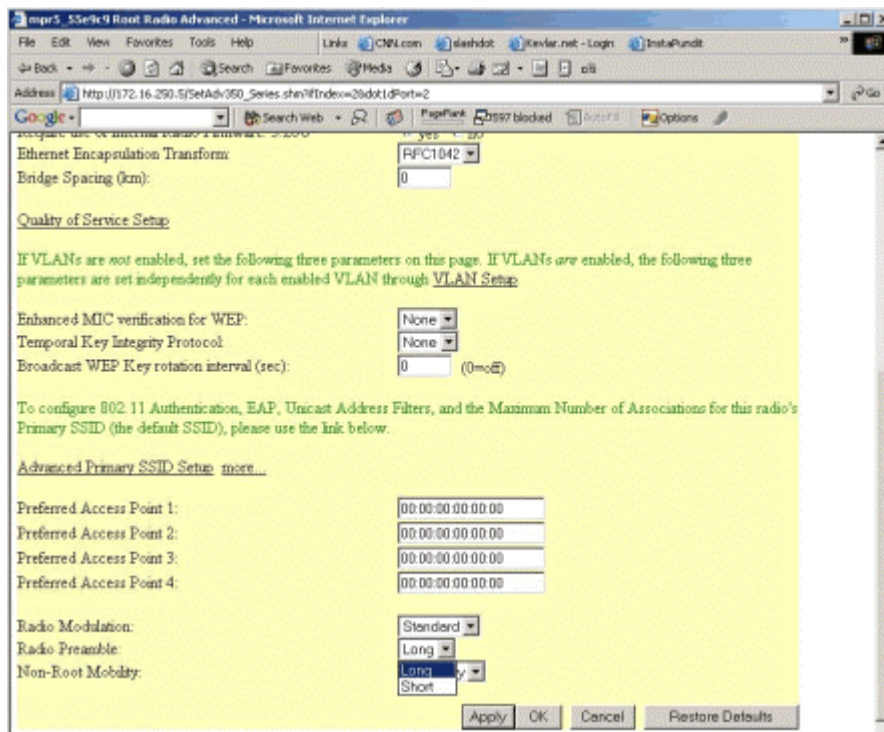 mpr5_55e9c9 Root Radio Advanced - Microsoft Internet Explorer
File Edit View Favorites Tools Help Links CNN.com slashdot Kevlar.net - Login InstaPundit »
Back Search Favorites Media
Address http://172.16.250.5/SetAdv350_Series.shm?ifIndex=2&dot1dPort=2 Go
Google Search Web PageRank 597 blocked AutoFill Options
Require use of Internal Radio Firmware yes no
Ethernet Encapsulation Transform: RFC1042
Bridge Spacing (km): 0
Quality of Service Setup
If VLANs are not enabled, set the following three parameters on this page. If VLANs are enabled, the following three
parameters are set independently for each enabled VLAN through VLAN Setup
Enhanced MIC verification for WEP: None
Temporal Key Integrity Protocol: None
Broadcast WEP Key rotation interval (sec): 0 (0=off)
To configure 802.11 Authentication, EAP, Unicast Address Filters, and the Maximum Number of Associations for this radio's
Primary SSID (the default SSID), please use the link below.
Advanced Primary SSID Setup more...
Preferred Access Point 1: 00:00:00:00:00:00
Preferred Access Point 2: 00:00:00:00:00:00
Preferred Access Point 3: 00:00:00:00:00:00
Preferred Access Point 4: 00:00:00:00:00:00
Radio Modulation: Standard
Radio Preamble: Long
Non-Root Mobility: Long y
Short
Apply OK Cancel Restore Defaults